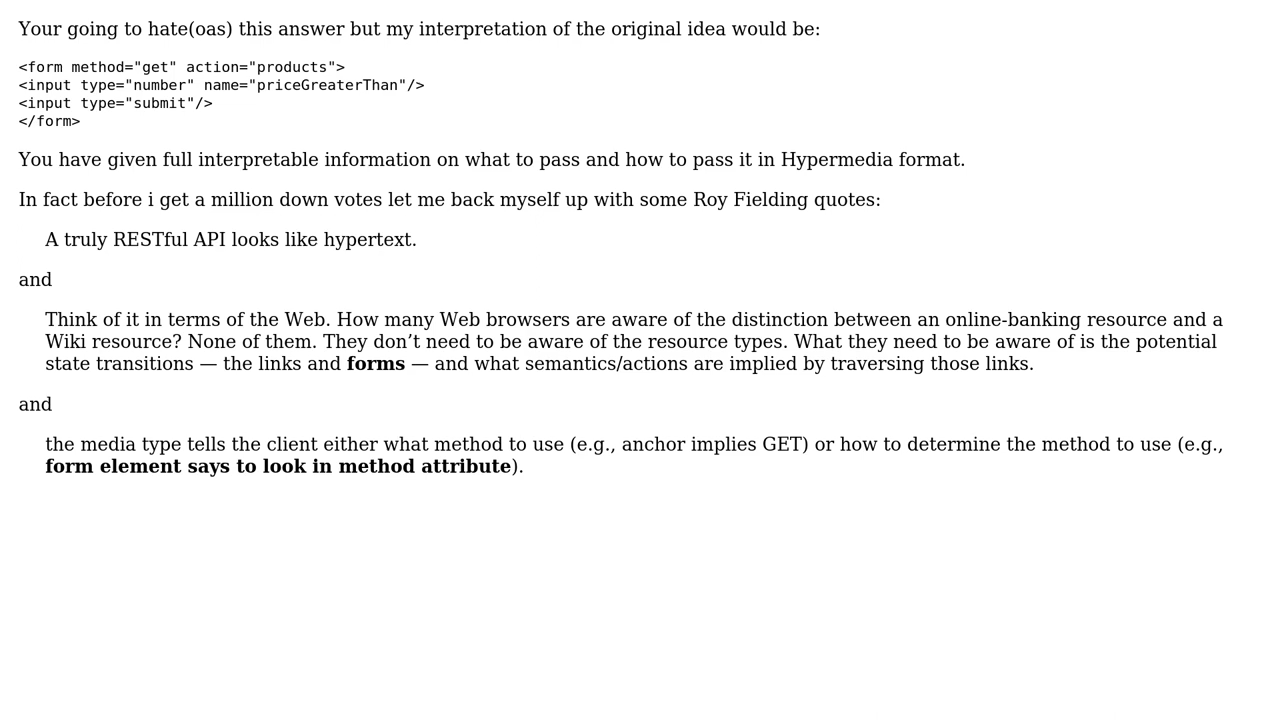 Your going to hate(oas) this answer but my interpretation of the original idea would be:
<form method="get" action="products">
<input type="number" name="priceGreaterThan"/>
<input type="submit"/>
</form>
You have given full interpretable information on what to pass and how to pass it in Hypermedia format.
In fact before i get a million down votes let me back myself up with some Roy Fielding quotes:
A truly RESTful API looks like hypertext.
and
Think of it in terms of the Web. How many Web browsers are aware of the distinction between an online-banking resource and a
Wiki resource? None of them. They don’t need to be aware of the resource types. What they need to be aware of is the potential
state transitions — the links and forms — and what semantics/actions are implied by traversing those links.
and
the media type tells the client either what method to use (e.g., anchor implies GET) or how to determine the method to use (e.g.,
form element says to look in method attribute).